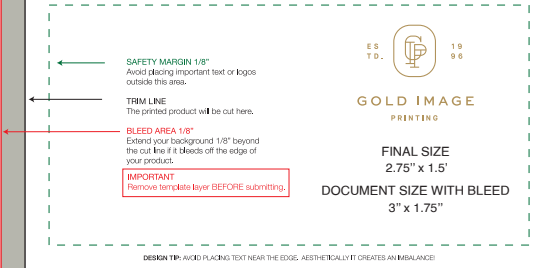 SAFETY MARGIN 1/8"
Avoid placing important text or logos
outside this area.
TRIM LINE
The printed product will be cut here.
BLEED AREA 1/8"
Extend your background 1/8" beyond
the cut line if it bleeds off the edge of
your product.
IMPORTANT
Remove template layer BEFORE submitting.
ES 19
TD. 96
GOLD IMAGE
PRINTING
FINAL SIZE
2.75" x 1.5'
DOCUMENT SIZE WITH BLEED
3" x 1.75"
DESIGN TIP: AVOID PLACING TEXT NEAR THE EDGE. AESTHETICALLY IT CREATES AN IMBALANCE!